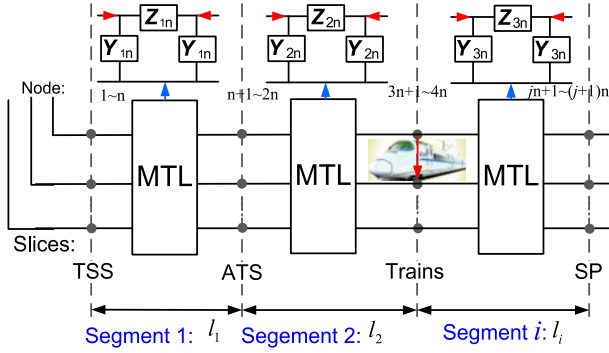 Z1n Z2n Z3n
Y1n Y1n Y2n Y2n Y3n Y3n
Node: 1~n n+1~2n 3n+1~4n jn+1~(j+1)n
MTL MTL MTL
Slices:
TSS ATS Trains SP
Segment 1: l1 Segement 2: l2 Segment i: li